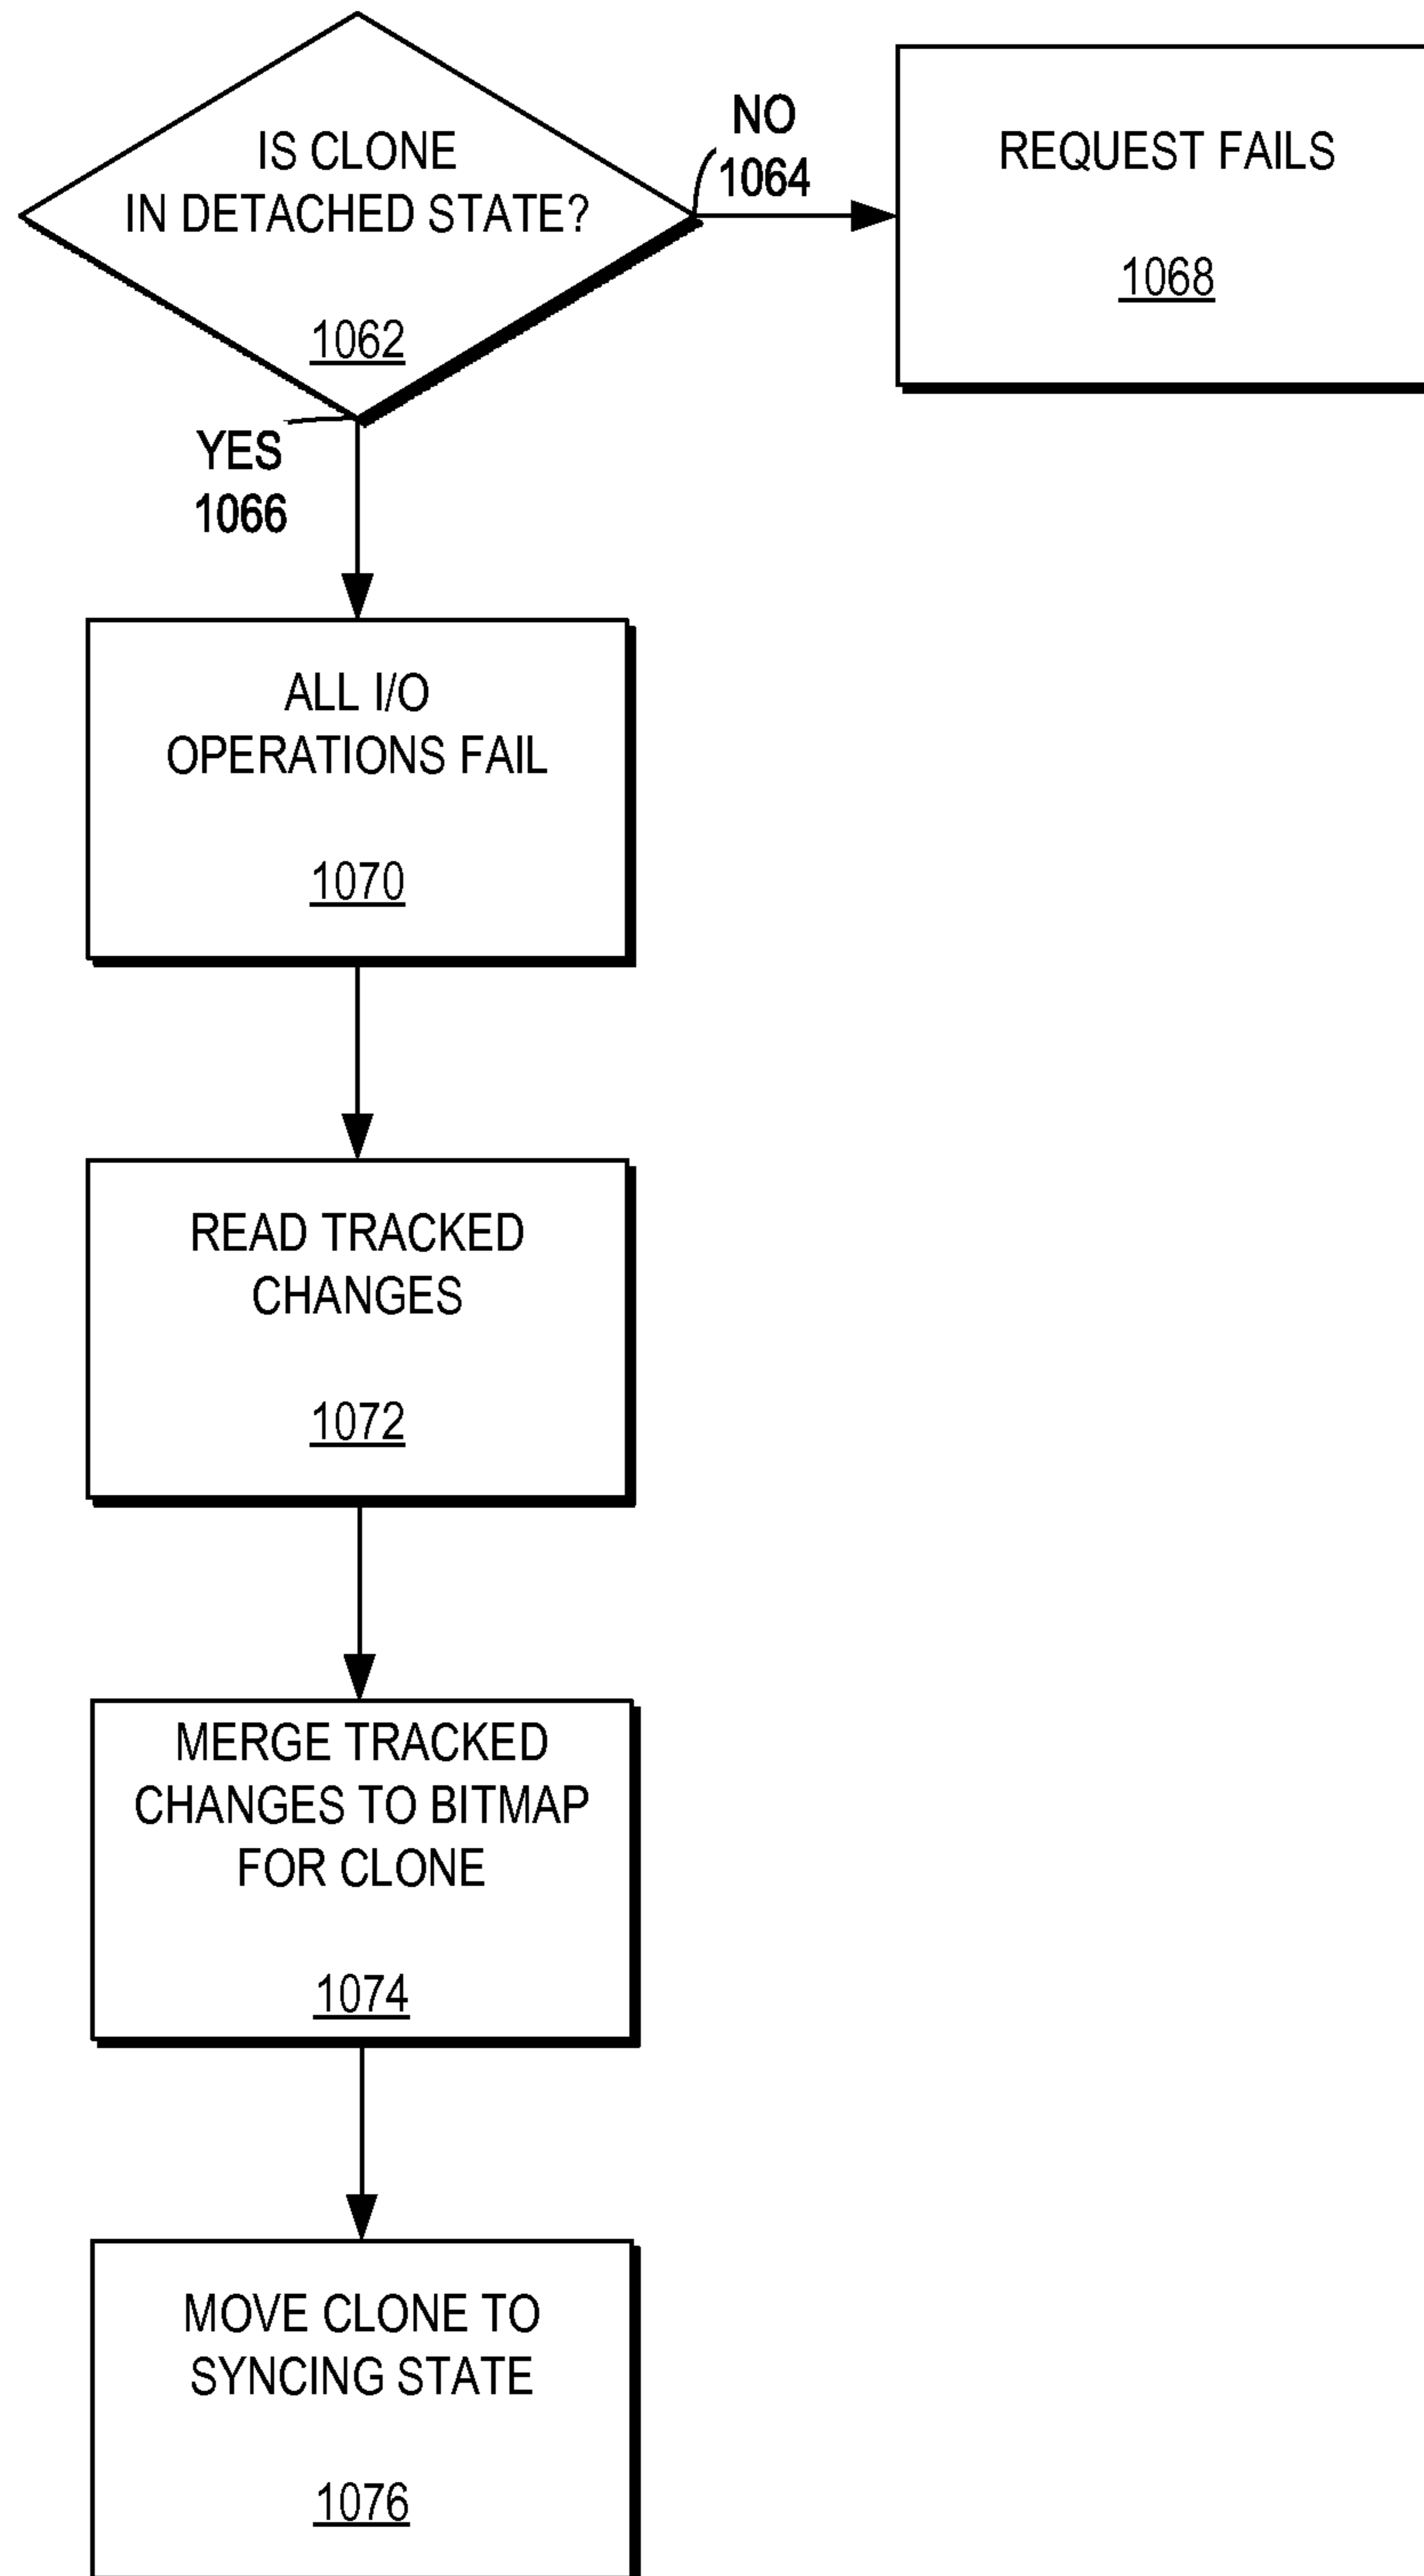 IS CLONE
IN DETACHED STATE?
1062
NO
1064
REQUEST FAILS
1068
YES
1066
ALL I/O
OPERATIONS FAIL
1070
READ TRACKED
CHANGES
1072
MERGE TRACKED
CHANGES TO BITMAP
FOR CLONE
1074
MOVE CLONE TO
SYNCING STATE
1076